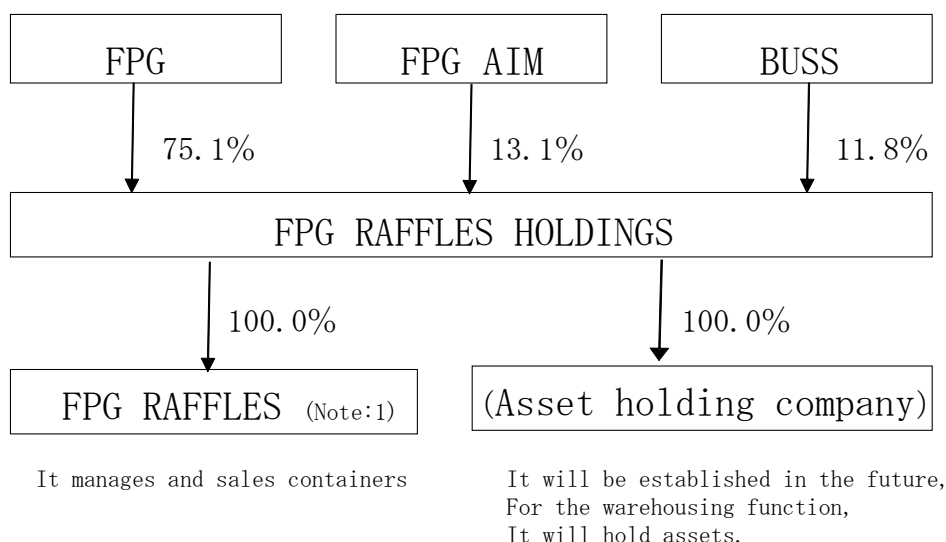 FPG FPG AIM BUSS
75.1% 13.1% 11.8%
FPG RAFFLES HOLDINGS
100.0% 100.0%
FPG RAFFLES (Note:1) (Asset holding company)
It manages and sales containers
It will be established in the future,
For the warehousing function,
It will hold assets.